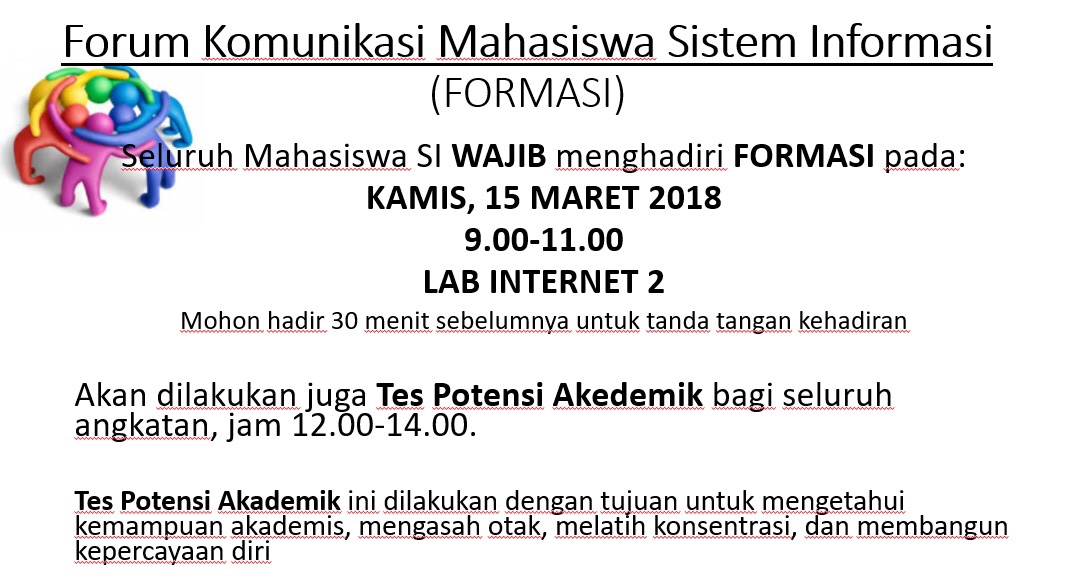 Forum Komunikasi Mahasiswa Sistem Informasi
(FORMASI)
Seluruh Mahasiswa SI WAJIB menghadiri FORMASI pada:
KAMIS, 15 MARET 2018
9.00-11.00
LAB INTERNET 2
Mohon hadir 30 menit sebelumnya untuk tanda tangan kehadiran
Akan dilakukan juga Tes Potensi Akedemik bagi seluruh
angkatan, jam 12.00-14.00.
Tes Potensi Akademik ini dilakukan dengan tujuan untuk mengetahui
kemampuan akademis, mengasah otak, melatih konsentrasi, dan membangun
kepercayaan diri